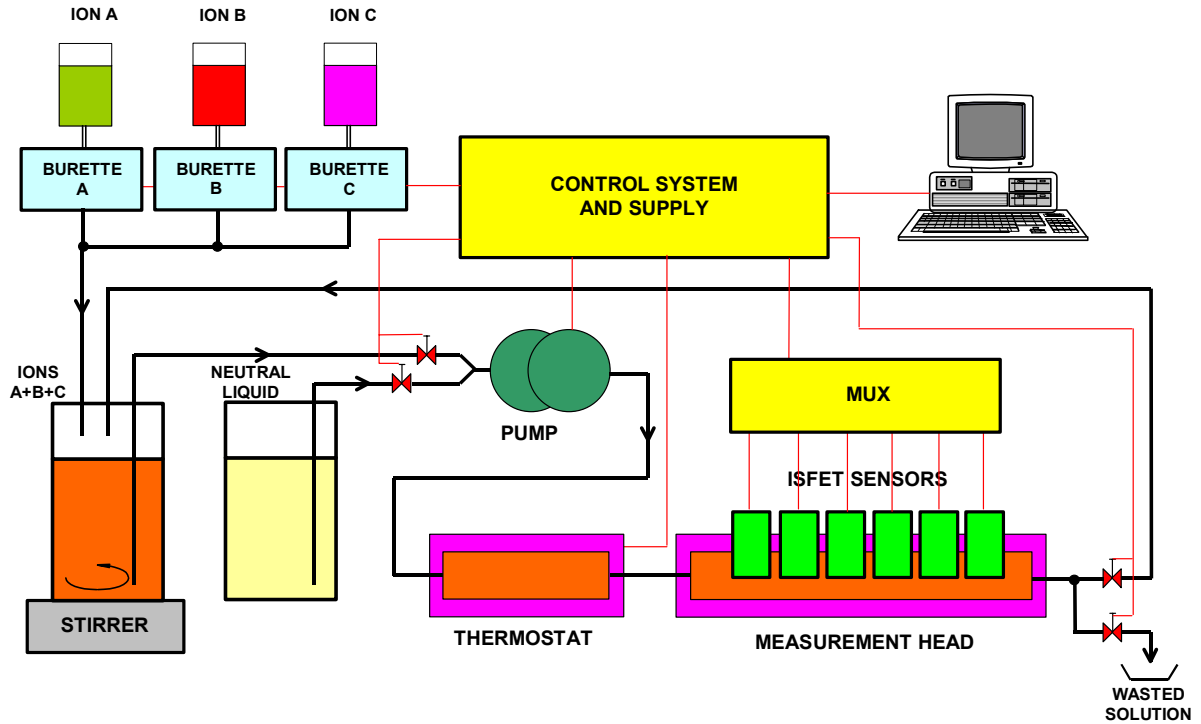 ION A
ION B
ION C
BURETTE
A
BURETTE
B
BURETTE
C
CONTROL SYSTEM
AND SUPPLY
IONS
A+B+C
NEUTRAL
LIQUID
PUMP
MUX
ISFET SENSORS
STIRRER
THERMOSTAT
MEASUREMENT HEAD
WASTED
SOLUTION